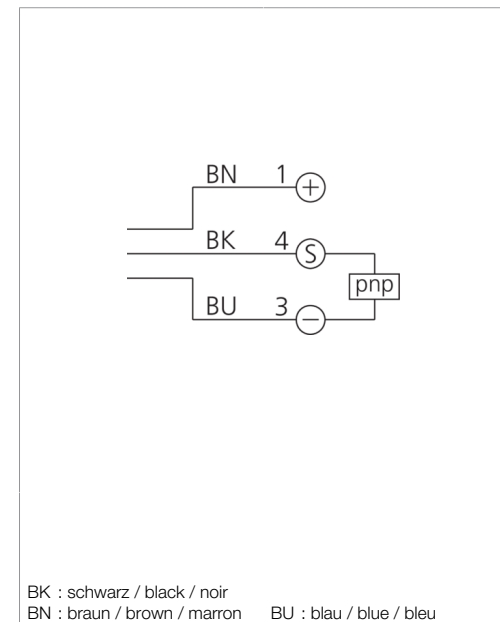 BN 1 +
BK 4 S
pnp
BU 3 −
BK : schwarz / black / noir
BN : braun / brown / marron BU : blau / blue / bleu